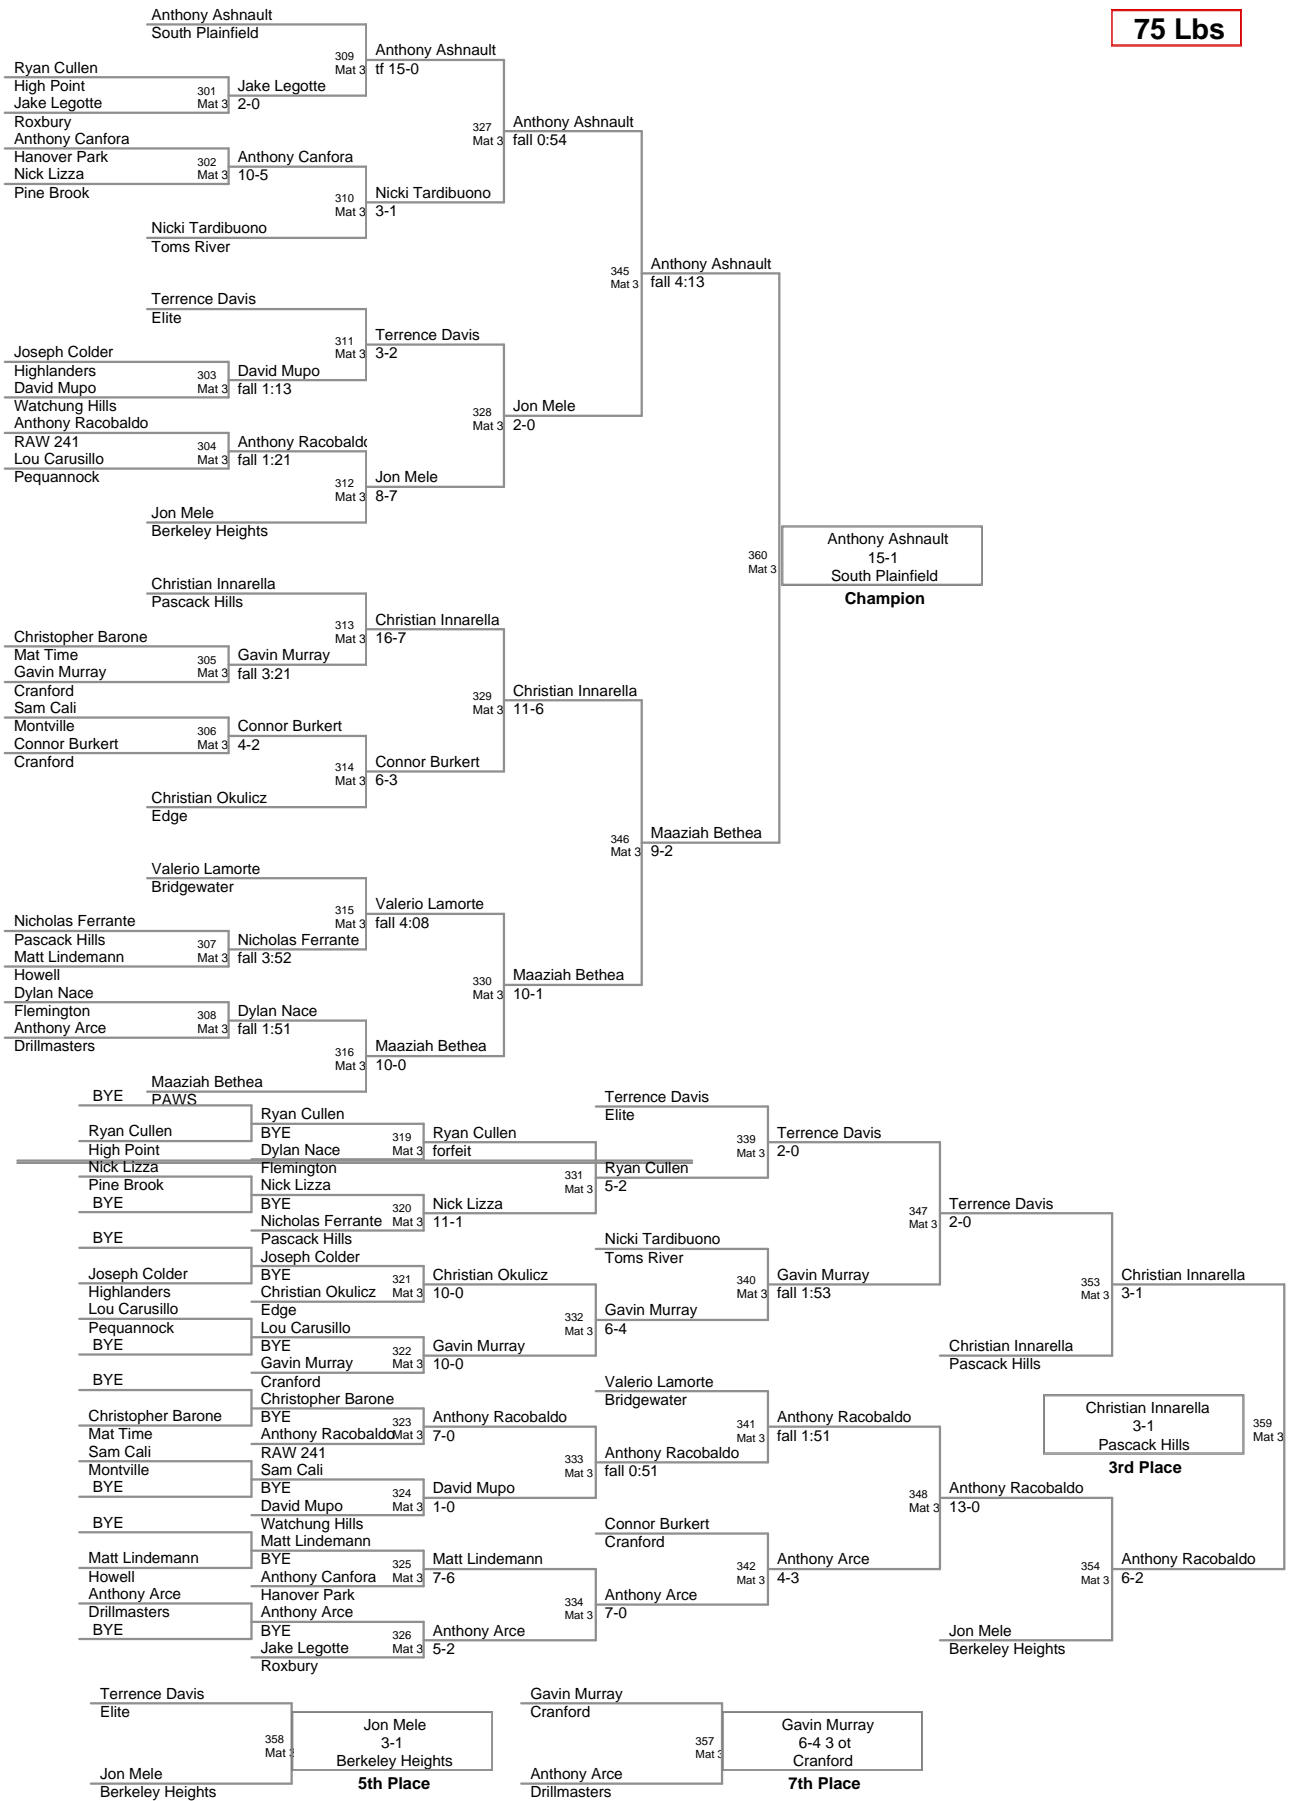 75 Lbs
Anthony Ashnault
South Plainfield
309
Mat 3
Anthony Ashnault
tf 15-0
Ryan Cullen
High Point
301
Mat 3
Jake Legotte
2-0
Jake Legotte
Roxbury
327
Mat 3
Anthony Ashnault
fall 0:54
Anthony Canfora
Hanover Park
302
Mat 3
Anthony Canfora
10-5
Nick Lizza
Pine Brook
310
Mat 3
Nicki Tardibuono
3-1
Nicki Tardibuono
Toms River
345
Mat 3
Anthony Ashnault
fall 4:13
Terrence Davis
Elite
311
Mat 3
Terrence Davis
3-2
Joseph Colder
Highlanders
303
Mat 3
David Mupo
fall 1:13
David Mupo
Watchung Hills
328
Mat 3
Jon Mele
2-0
Anthony Racobaldo
RAW 241
304
Mat 3
Anthony Racobaldo
fall 1:21
Lou Carusillo
Pequannock
312
Mat 3
Jon Mele
8-7
Jon Mele
Berkeley Heights
360
Mat 3
Anthony Ashnault
15-1
South Plainfield
Champion
Christian Innarella
Pascack Hills
313
Mat 3
Christian Innarella
16-7
Christopher Barone
Mat Time
305
Mat 3
Gavin Murray
fall 3:21
Gavin Murray
Cranford
329
Mat 3
Christian Innarella
11-6
Sam Cali
Montville
306
Mat 3
Connor Burkert
4-2
Connor Burkert
Cranford
314
Mat 3
Connor Burkert
6-3
Christian Okulicz
Edge
346
Mat 3
Maaziah Bethea
9-2
Valerio Lamorte
Bridgewater
315
Mat 3
Valerio Lamorte
fall 4:08
Nicholas Ferrante
Pascack Hills
307
Mat 3
Nicholas Ferrante
fall 3:52
Matt Lindemann
Howell
330
Mat 3
Maaziah Bethea
10-1
Dylan Nace
Flemington
308
Mat 3
Dylan Nace
fall 1:51
Anthony Arce
Drillmasters
316
Mat 3
Maaziah Bethea
10-0
Maaziah Bethea
PAWS
BYE
Ryan Cullen
High Point
Ryan Cullen
BYE
Dylan Nace
Flemington
319
Mat 3
Ryan Cullen
forfeit
Nick Lizza
Pine Brook
BYE
Nick Lizza
BYE
Nicholas Ferrante
Pascack Hills
320
Mat 3
Nick Lizza
11-1
331
Mat 3
Ryan Cullen
5-2
Terrence Davis
Elite
339
Mat 3
Terrence Davis
2-0
BYE
Joseph Colder
Highlanders
Joseph Colder
BYE
Christian Okulicz
Edge
321
Mat 3
Christian Okulicz
10-0
Lou Carusillo
Pequannock
BYE
Lou Carusillo
BYE
Gavin Murray
Cranford
322
Mat 3
Gavin Murray
10-0
332
Mat 3
Gavin Murray
6-4
Nicki Tardibuono
Toms River
340
Mat 3
Gavin Murray
fall 1:53
347
Mat 3
Terrence Davis
2-0
353
Mat 3
Christian Innarella
3-1
Christian Innarella
Pascack Hills
BYE
Christopher Barone
Mat Time
Christopher Barone
BYE
Anthony Racobaldo
RAW 241
323
Mat 3
Anthony Racobaldo
7-0
Sam Cali
Montville
BYE
Sam Cali
BYE
David Mupo
Watchung Hills
324
Mat 3
David Mupo
1-0
333
Mat 3
Anthony Racobaldo
fall 0:51
Valerio Lamorte
Bridgewater
341
Mat 3
Anthony Racobaldo
fall 1:51
Christian Innarella
3-1
Pascack Hills
3rd Place
359
Mat 3
BYE
Matt Lindemann
Howell
Matt Lindemann
BYE
Anthony Canfora
Hanover Park
325
Mat 3
Matt Lindemann
7-6
Anthony Arce
Drillmasters
BYE
Anthony Arce
BYE
Jake Legotte
Roxbury
326
Mat 3
Anthony Arce
5-2
334
Mat 3
Anthony Arce
7-0
Connor Burkert
Cranford
342
Mat 3
Anthony Arce
4-3
348
Mat 3
Anthony Racobaldo
13-0
354
Mat 3
Anthony Racobaldo
6-2
Jon Mele
Berkeley Heights
Terrence Davis
Elite
358
Mat 3
Jon Mele
Berkeley Heights
Jon Mele
3-1
Berkeley Heights
5th Place
Gavin Murray
Cranford
357
Mat 3
Anthony Arce
Drillmasters
Gavin Murray
6-4 3 ot
Cranford
7th Place